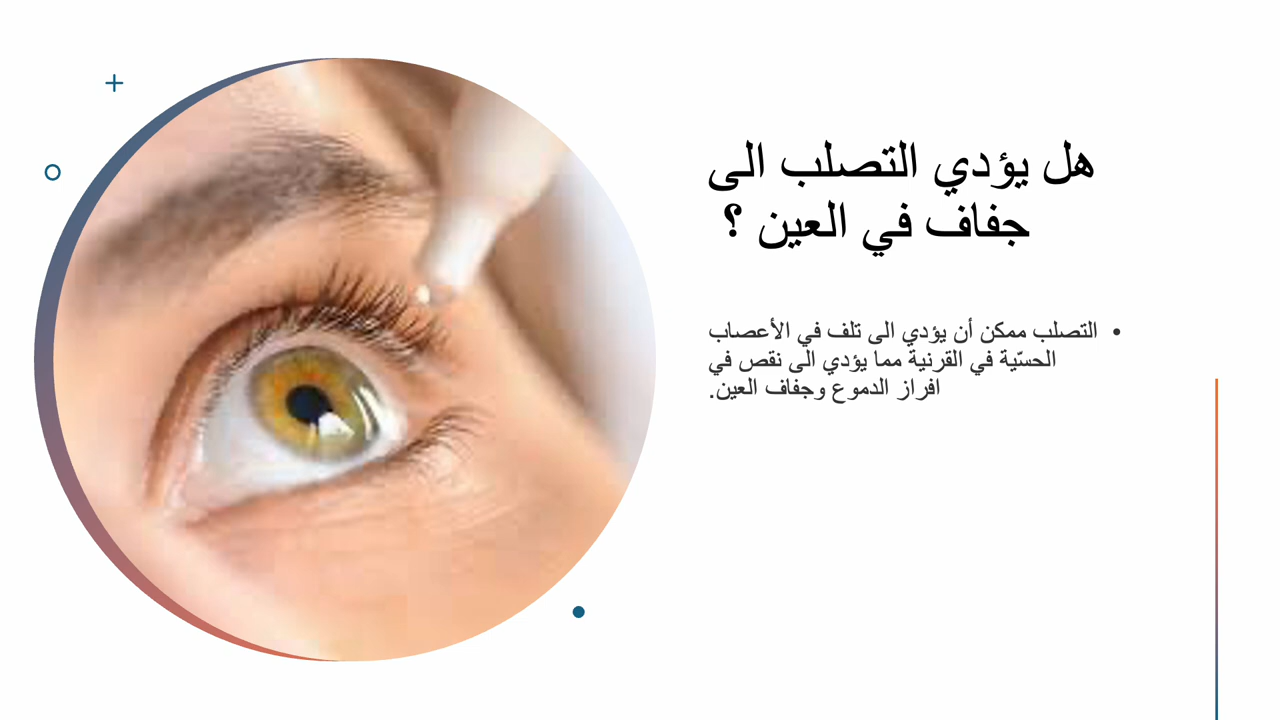 هل يؤدي التصلب الى
جفاف في العين ؟
• التصلب ممكن أن يؤدي الى تلف في الأعصاب
الحسّية في القرنية مما يؤدي الى نقص في
افراز الدموع وجفاف العين.